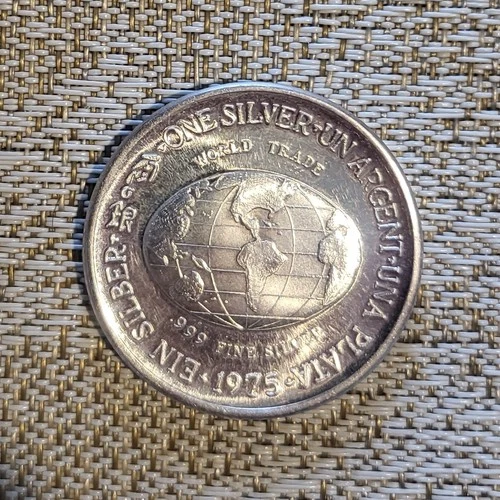 ONE SILVER·UN ARGENT·UNA PLATA·1975·EIN SILBER·
WORLD TRADE
.999 FINE SILVER